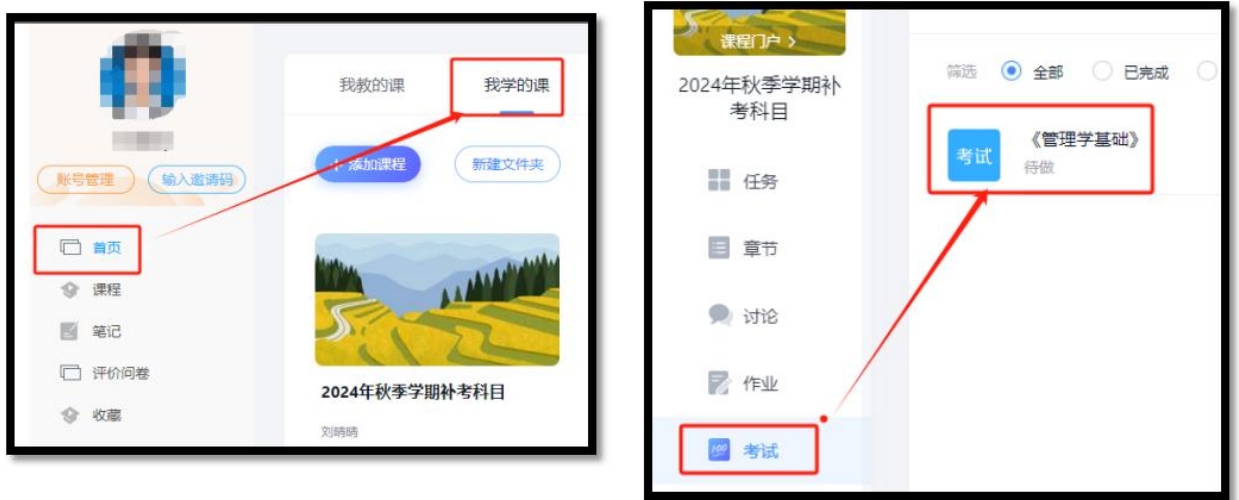 我教的课
我学的课
账号管理
输入邀请码
+ 添加课程
新建文件夹
首页
课程
笔记
评价问卷
收藏
2024年秋季学期补考科目
刘晴晴
课程门户 >
2024年秋季学期补
考科目
任务
章节
讨论
作业
100 考试
筛选 全部 已完成
考试
《管理学基础》
待做